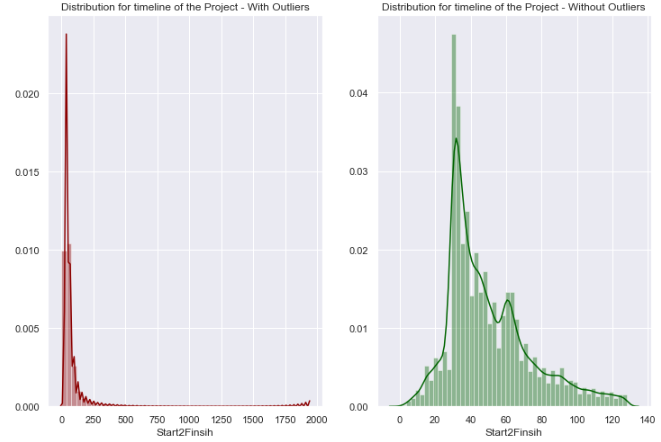 Distribution for timeline of the Project - With Outliers
0.020
0.015
0.010
0.005
0.000
0 250 500 750 1000 1250 1500 1750 2000
Start2Finsih
Distribution for timeline of the Project - Without Outliers
0.04
0.03
0.02
0.01
0.00
0 20 40 60 80 100 120 140
Start2Finsih